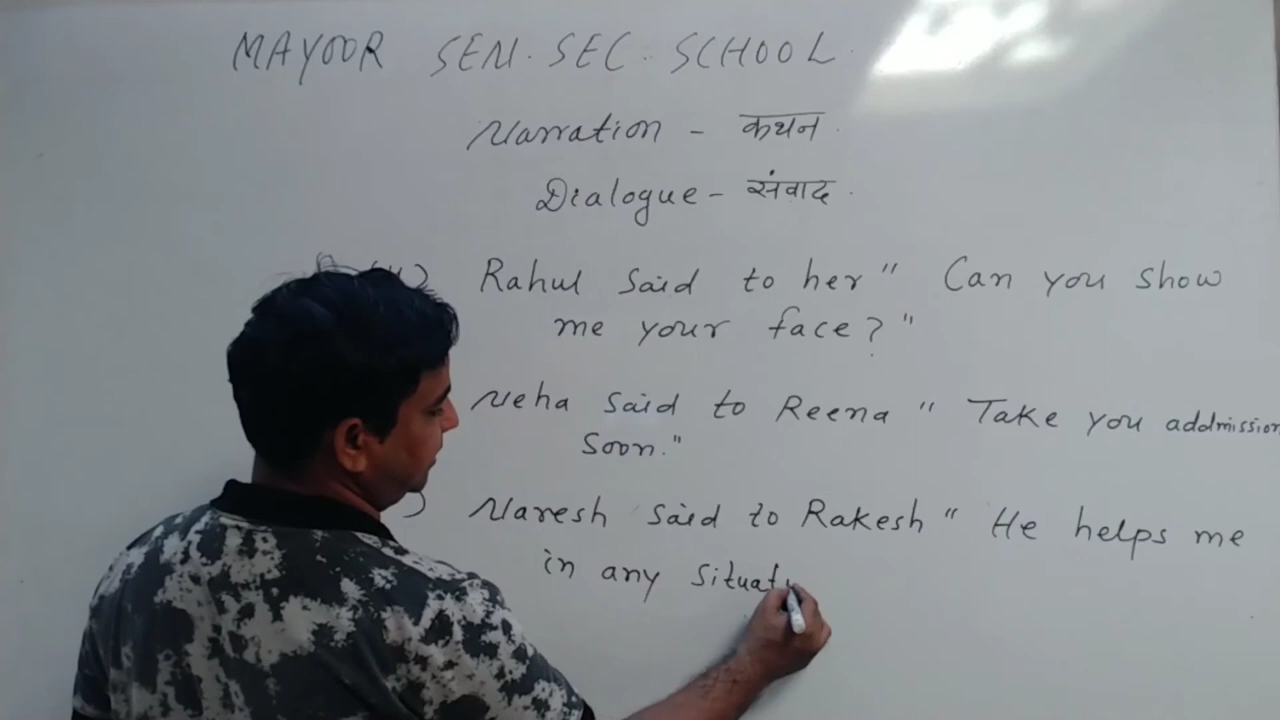 MAYOOR SEN. SEC. SCHOOL.
Narration - कथन.
Dialogue - संवाद.
Rahul said to her " Can you show
me your face? "
Neha said to Reena " Take you addmission
soon."
Naresh said to Rakesh " He helps me
in any situati